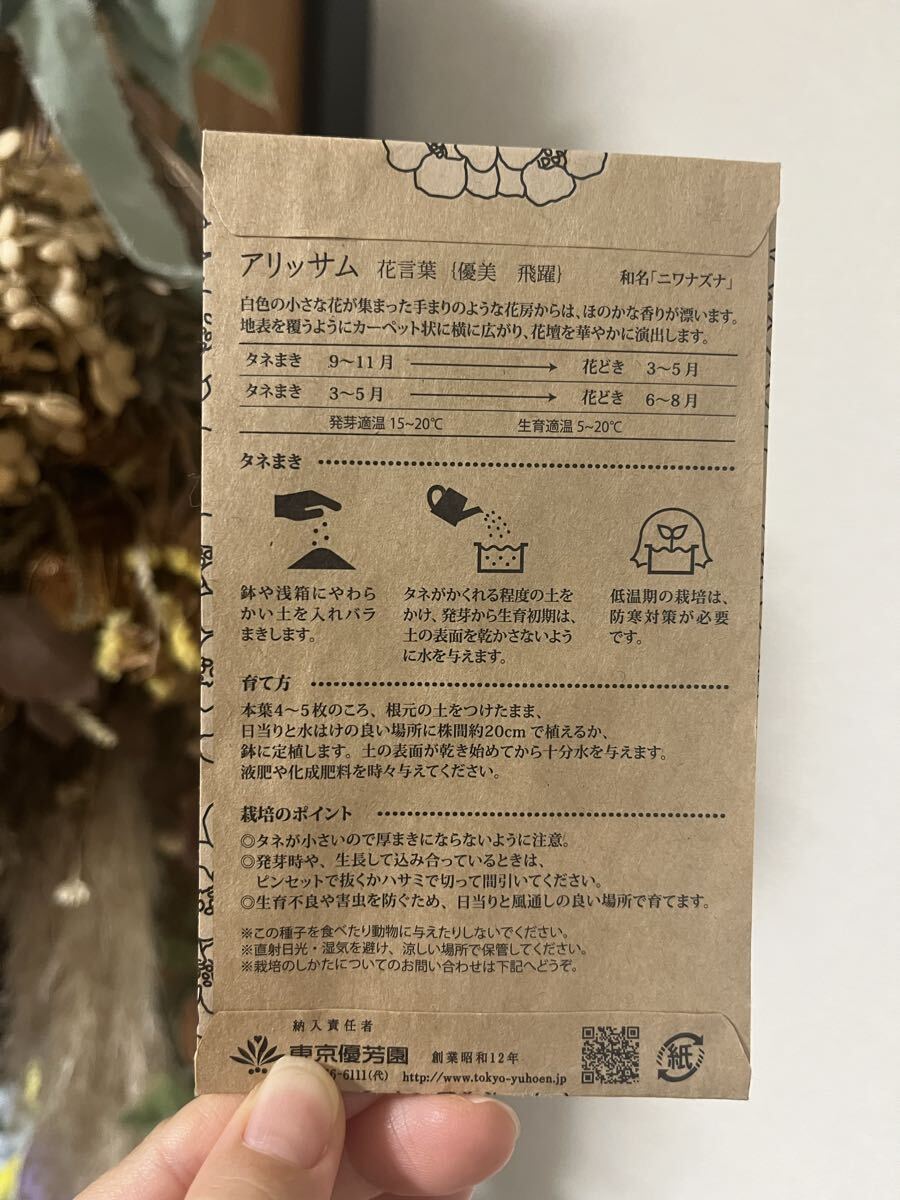 アリッサム 花言葉 {優美 飛躍} 和名「ニワナズナ」
白色の小さな花が集まった手まりのような花房からは、ほのかな香りが漂います。
地表を覆うようにカーペット状に横に広がり、花壇を華やかに演出します。
タネまき 9～11月 花どき 3～5月
タネまき 3～5月 花どき 6～8月
発芽適温 15~20℃ 生育適温 5~20℃
タネまき
鉢や浅箱にやわら
かい土を入れバラ
まきします。
タネがかくれる程度の土を
かけ、発芽から生育初期は、
土の表面を乾かさないよう
に水を与えます。
低温期の栽培は、
防寒対策が必要
です。
育て方
本葉4～5枚のころ、根元の土をつけたまま、
日当りと水はけの良い場所に株間約20cmで植えるか、
鉢に定植します。土の表面が乾き始めてから十分水を与えます。
液肥や化成肥料を時々与えてください。
栽培のポイント
◎タネが小さいので厚まきにならないように注意。
◎発芽時や、生長して込み合っているときは、
ピンセットで抜くかハサミで切って間引いてください。
◎生育不良や害虫を防ぐため、日当りと風通しの良い場所で育てます。
※この種子を食べたり動物に与えたりしないでください。
※直射日光・湿気を避け、涼しい場所で保管してください。
※栽培のしかたについてのお問い合わせは下記へどうぞ。
納入責任者
東京優芳園 創業昭和12年
6-6111(代) http://www.tokyo-yuhoen.jp
紙